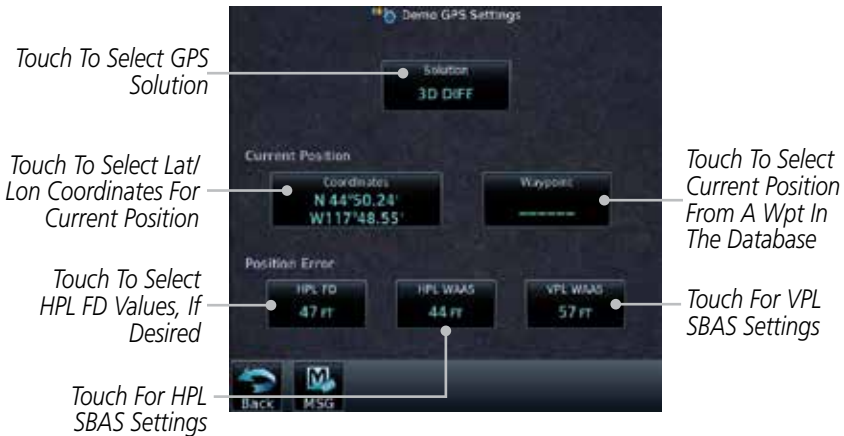 Demo GPS Settings
Touch To Select GPS
Solution
Solution
3D DIFF
Current Position
Touch To Select Lat/
Lon Coordinates For
Current Position
Coordinates
N 44°50.24'
W117°48.55'
Waypoint
______
Touch To Select
Current Position
From A Wpt In
The Database
Position Error
Touch To Select
HPL FD Values, If
Desired
HPL FD
47 FT
HPL WAAS
44 FT
VPL WAAS
57 FT
Touch For VPL
SBAS Settings
Touch For HPL
SBAS Settings
Back
MSG